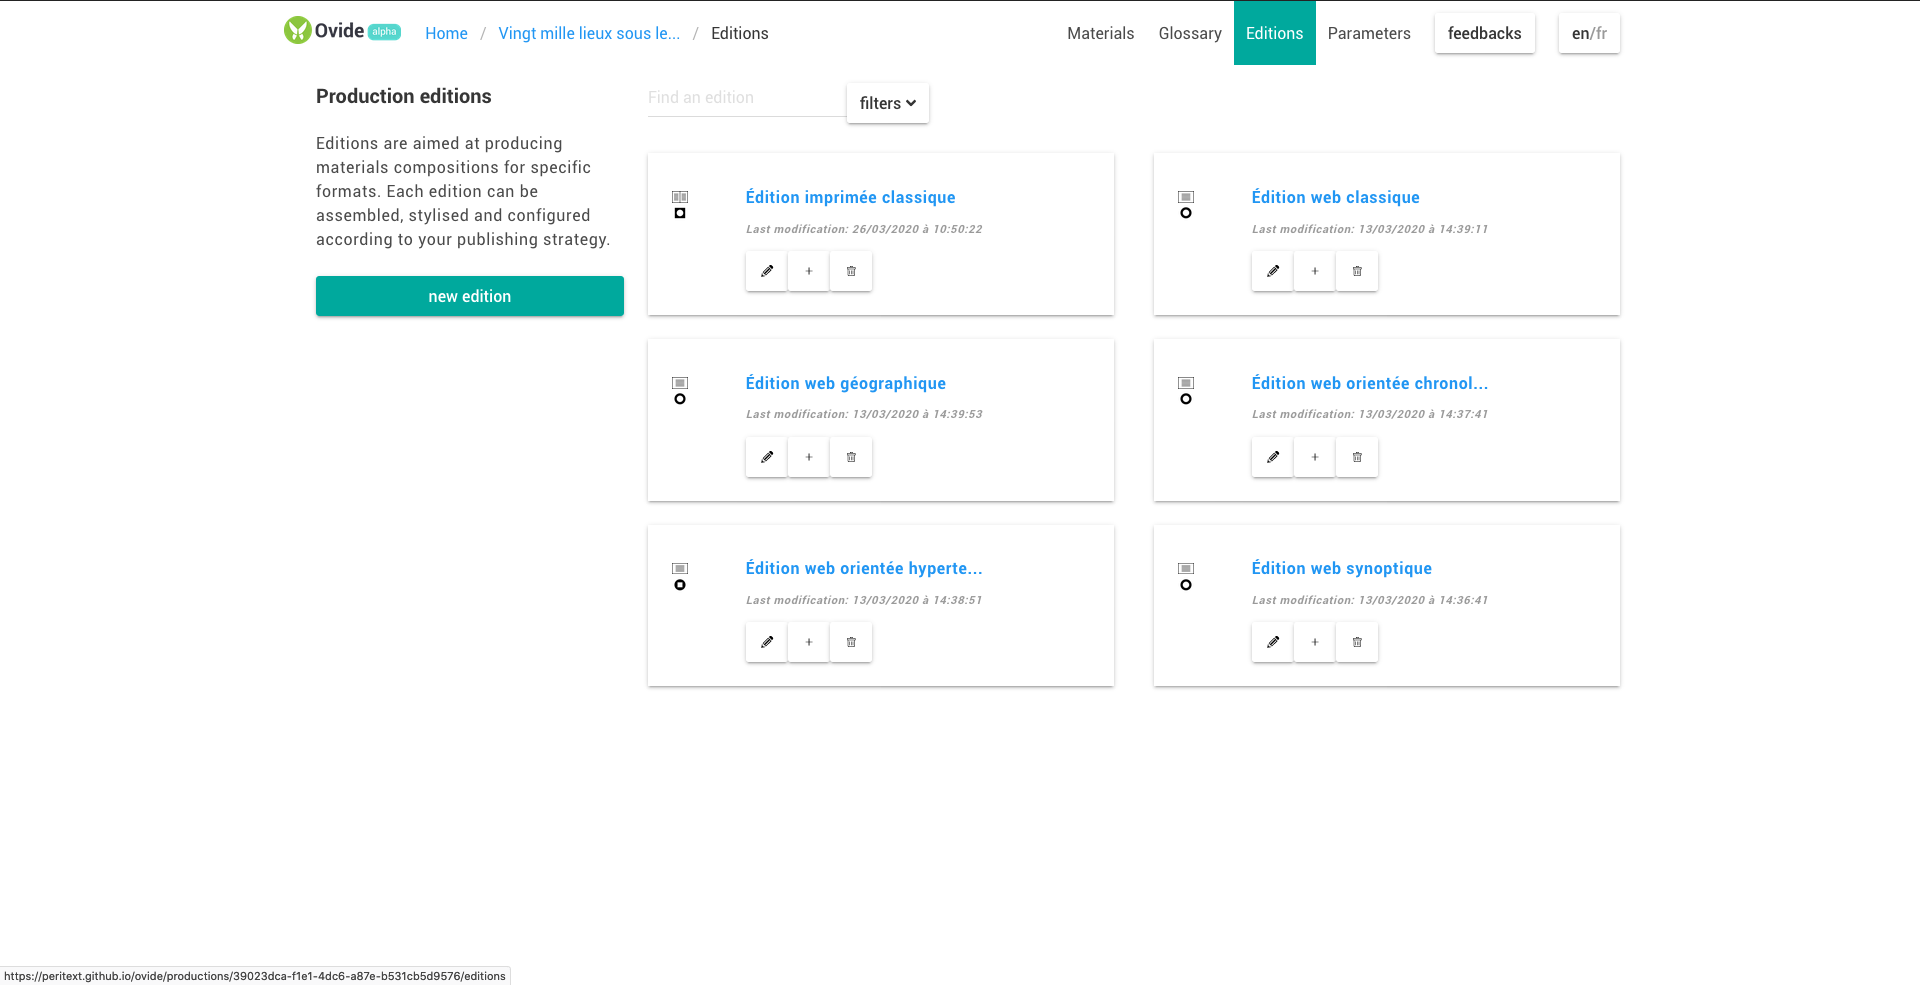 Ovide alpha
Home / Vingt mille lieux sous le... / Editions
Materials Glossary Editions Parameters feedbacks en/fr
Production editions
Editions are aimed at producing
materials compositions for specific
formats. Each edition can be
assembled, stylised and configured
according to your publishing strategy.
new edition
Find an edition
filters
Édition imprimée classique
Last modification: 26/03/2020 à 10:50:22
Édition web classique
Last modification: 13/03/2020 à 14:39:11
Édition web géographique
Last modification: 13/03/2020 à 14:39:53
Édition web orientée chronol...
Last modification: 13/03/2020 à 14:37:41
Édition web orientée hyperte...
Last modification: 13/03/2020 à 14:38:51
Édition web synoptique
Last modification: 13/03/2020 à 14:36:41
https://peritext.github.io/ovide/productions/39023dca-f1e1-4dc6-a87e-b531cb5d9576/editions